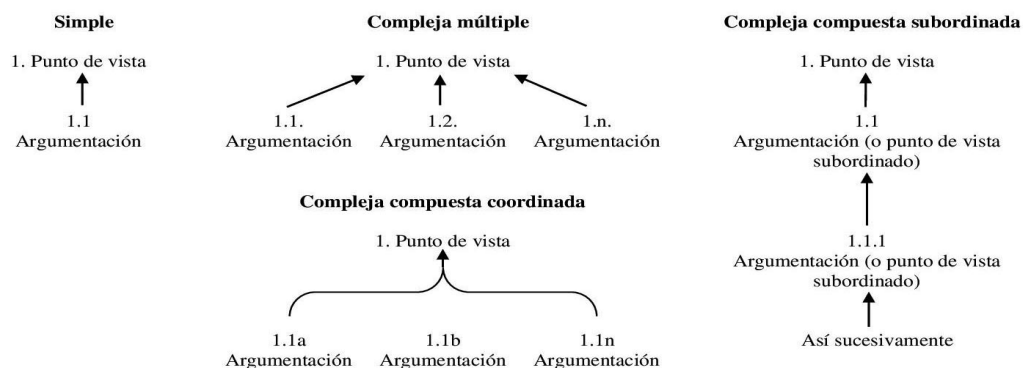 Simple
1. Punto de vista
1.1
Argumentación
Compleja múltiple
1. Punto de vista
1.1. 1.2. 1.n.
Argumentación Argumentación Argumentación
Compleja compuesta coordinada
1. Punto de vista
1.1a 1.1b 1.1n
Argumentación Argumentación Argumentación
Compleja compuesta subordinada
1. Punto de vista
1.1
Argumentación (o punto de vista
subordinado)
1.1.1
Argumentación (o punto de vista
subordinado)
Así sucesivamente